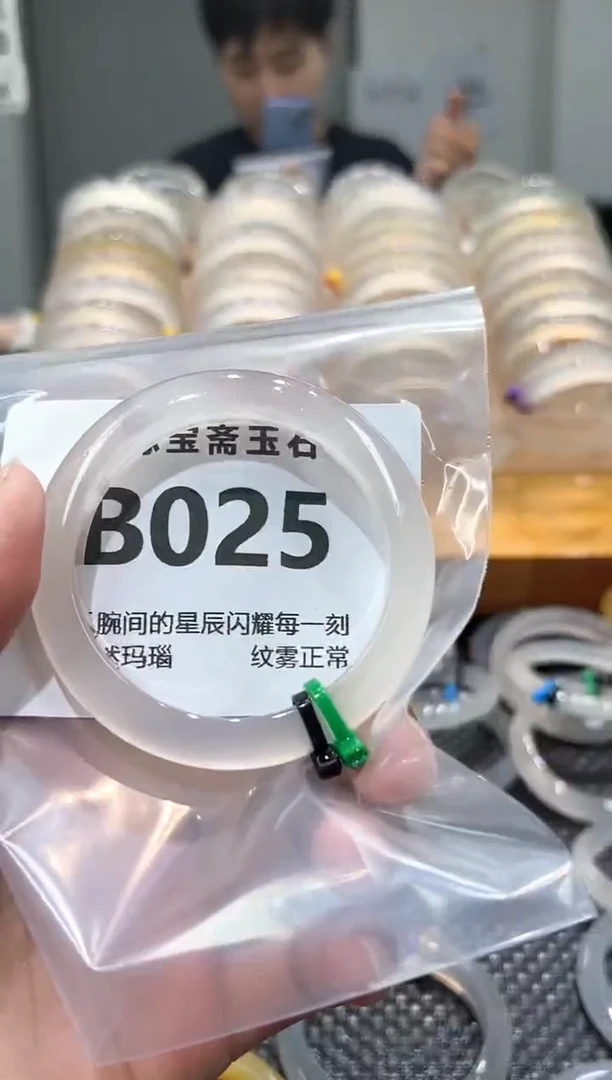 宝斋玉石
B025
腕间的星辰闪耀每一刻
然玛瑙 纹雾正常